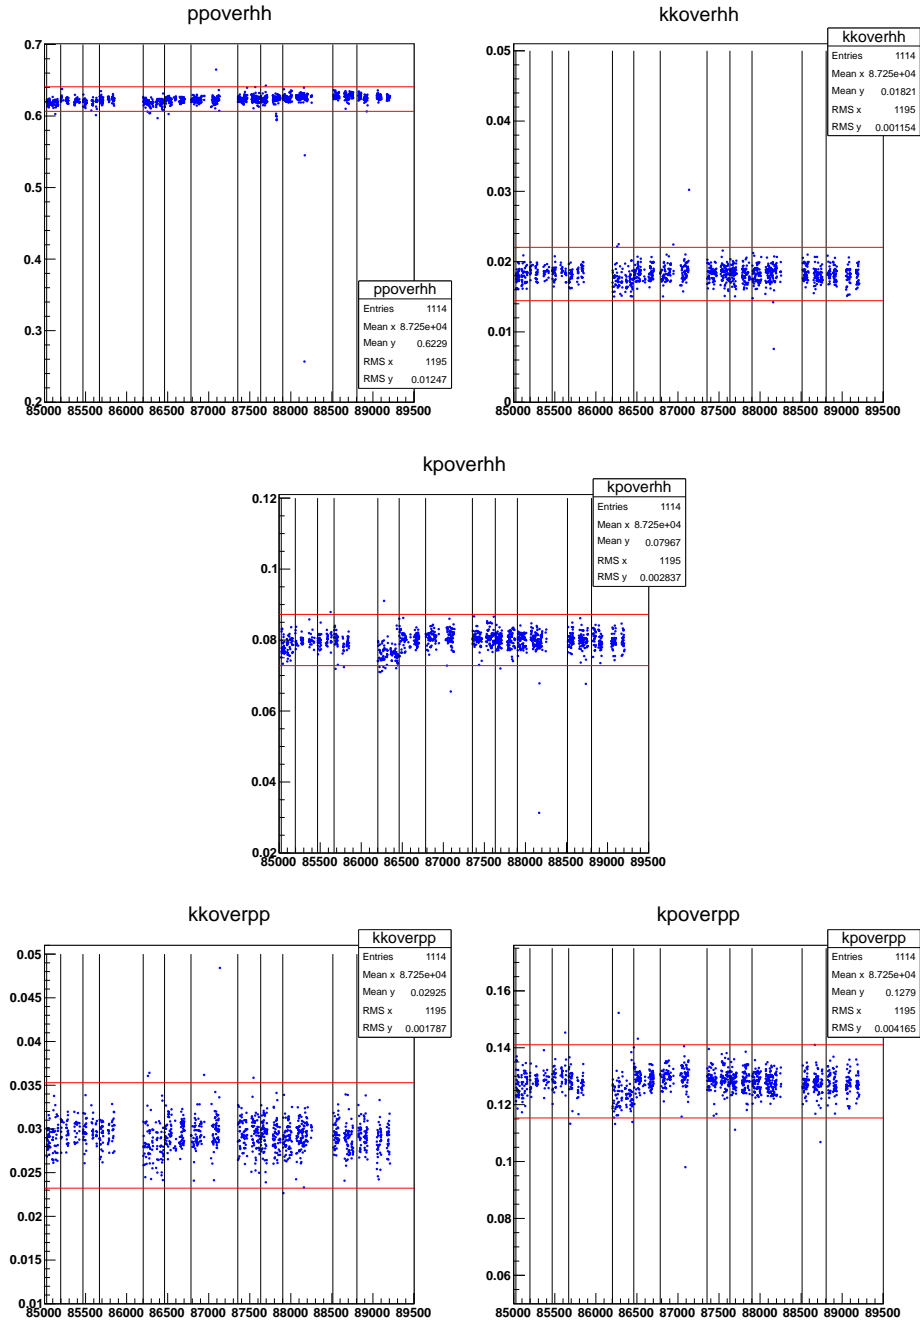 ppoverhh
0.7
0.6
0.5
0.4
0.3
0.2
85000 85500 86000 86500 87000 87500 88000 88500 89000 89500
ppoverhh
Entries 1114
Mean x 8.725e+04
Mean y 0.6229
RMS x 1195
RMS y 0.01247
kkoverhh
0.05
0.04
0.03
0.02
0.01
0
85000 85500 86000 86500 87000 87500 88000 88500 89000 89500
kkoverhh
Entries 1114
Mean x 8.725e+04
Mean y 0.01821
RMS x 1195
RMS y 0.001154
kpoverhh
0.12
0.1
0.08
0.06
0.04
0.02
85000 85500 86000 86500 87000 87500 88000 88500 89000 89500
kpoverhh
Entries 1114
Mean x 8.725e+04
Mean y 0.07967
RMS x 1195
RMS y 0.002837
kkoverpp
0.05
0.045
0.04
0.035
0.03
0.025
0.02
0.015
0.01
85000 85500 86000 86500 87000 87500 88000 88500 89000 89500
kkoverpp
Entries 1114
Mean x 8.725e+04
Mean y 0.02925
RMS x 1195
RMS y 0.001787
kpoverpp
0.16
0.14
0.12
0.1
0.08
0.06
85000 85500 86000 86500 87000 87500 88000 88500 89000 89500
kpoverpp
Entries 1114
Mean x 8.725e+04
Mean y 0.1279
RMS x 1195
RMS y 0.004165